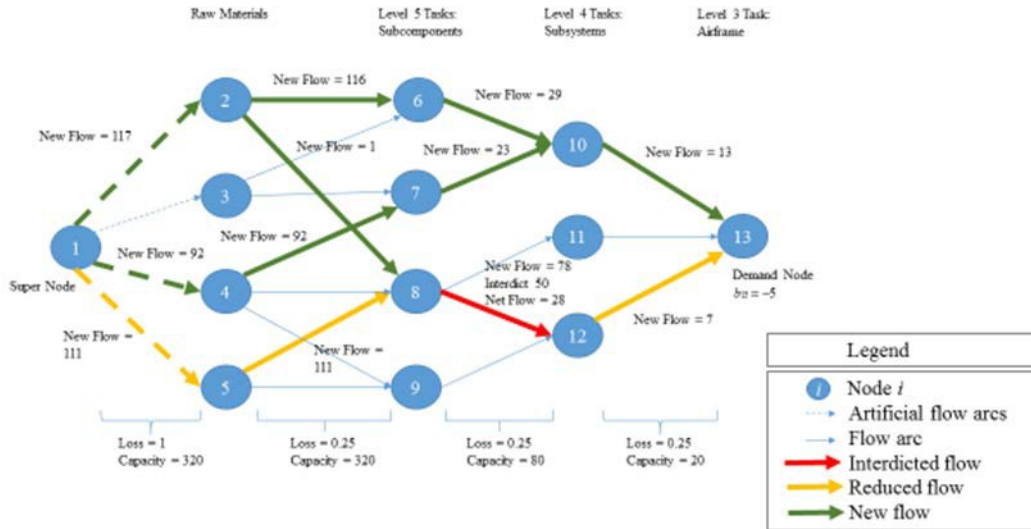 Raw Materials
Level 5 Tasks:
Subcomponents
Level 4 Tasks:
Subsystems
Level 3 Task:
Airframe
New Flow = 116
New Flow = 29
New Flow = 117
2
6
10
New Flow = 1
New Flow = 23
New Flow = 13
3
7
1
New Flow = 92
New Flow = 92
11
13
Super Node
4
8
New Flow = 78
Interdict 50
Net Flow = 28
Demand Node
New Flow =
111
12
New Flow = 7
New Flow =
111
5
9
Loss = 1
Capacity = 320
Loss = 0.25
Capacity = 320
Loss = 0.25
Capacity = 80
Loss = 0.25
Capacity = 20
Legend
i Node i
Artificial flow arcs
Flow arc
Interdicted flow
Reduced flow
New flow